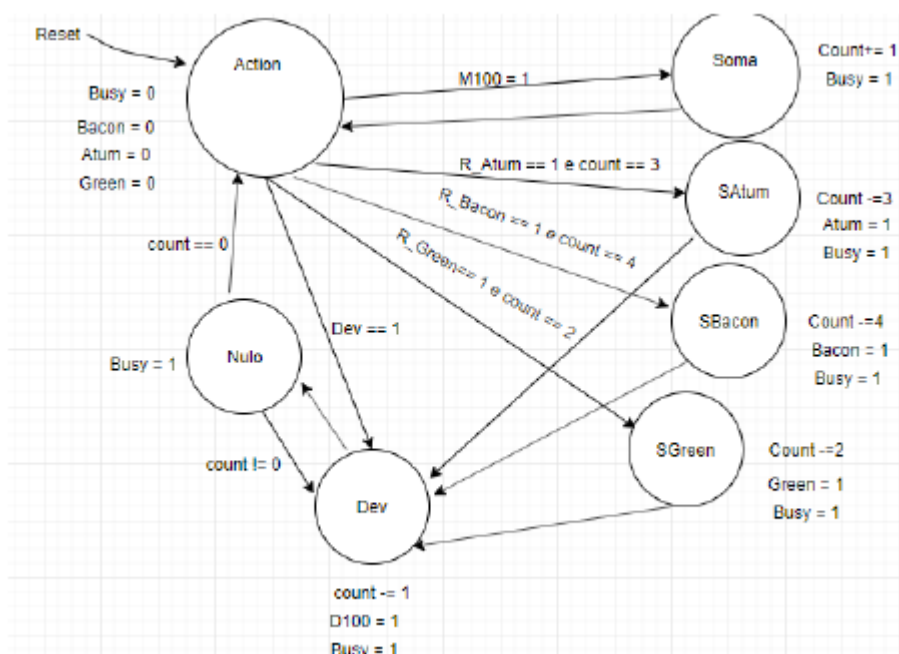 Reset
Action
Busy = 0
Bacon = 0
Atum = 0
Green = 0
M100 = 1
Soma
Count+= 1
Busy = 1
R_Atum == 1 e count == 3
SAtum
Count -=3
Atum = 1
Busy = 1
R_Bacon == 1 e count == 4
SBacon
Count -=4
Bacon = 1
Busy = 1
R_Green== 1 e count == 2
SGreen
Count -=2
Green = 1
Busy = 1
count == 0
Dev == 1
Nulo
Busy = 1
count != 0
Dev
count -= 1
D100 = 1
Busy = 1